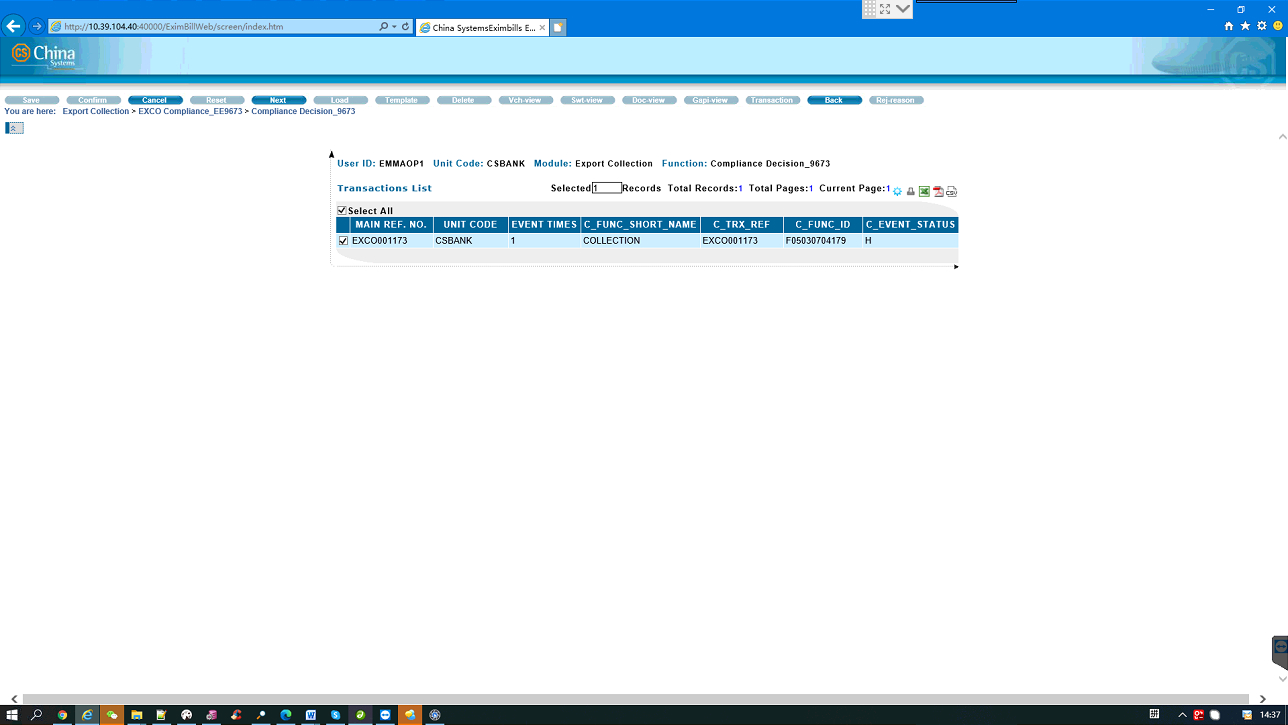 http://10.39.104.40:40000/EximBillWeb/screen/index.htm
China SystemsEximbills E...
CS China
Systems
Save Confirm Cancel Reset Next Load Template Delete Vch-view Swt-view Doc-view Gapi-view Transaction Back Rej-reason
You are here: Export Collection > EXCO Compliance_EE9673 > Compliance Decision_9673
User ID: EMMAOP1 Unit Code: CSBANK Module: Export Collection Function: Compliance Decision_9673
Transactions List Selected 1 Records Total Records:1 Total Pages:1 Current Page:1
Select All
MAIN REF. NO. UNIT CODE EVENT TIMES C_FUNC_SHORT_NAME C_TRX_REF C_FUNC_ID C_EVENT_STATUS
EXCO001173 CSBANK 1 COLLECTION EXCO001173 F05030704179 H
14:37